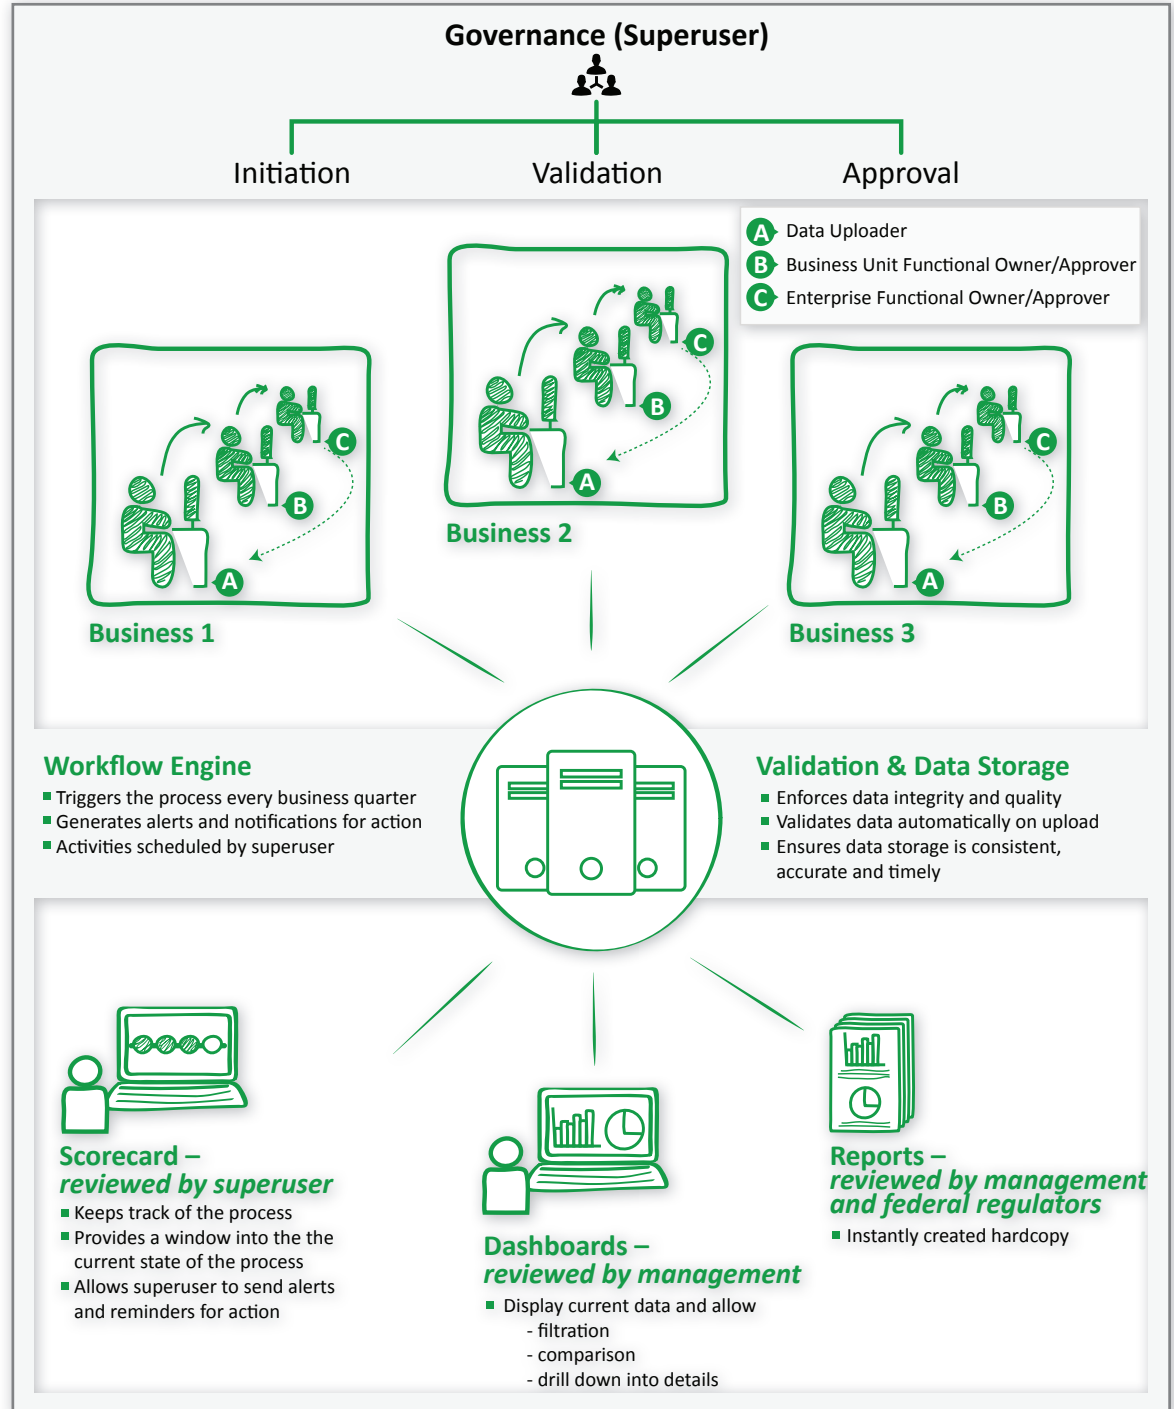 Governance (Superuser)
Initiation
Validation
Approval
A Data Uploader
B Business Unit Functional Owner/Approver
C Enterprise Functional Owner/Approver
C
B
A
Business 1
C
B
A
Business 2
C
B
A
Business 3
Workflow Engine
Triggers the process every business quarter
Generates alerts and notifications for action
Activities scheduled by superuser
Validation & Data Storage
Enforces data integrity and quality
Validates data automatically on upload
Ensures data storage is consistent,
accurate and timely
Scorecard –
reviewed by superuser
Keeps track of the process
Provides a window into the the
current state of the process
Allows superuser to send alerts
and reminders for action
Dashboards –
reviewed by management
Display current data and allow
- filtration
- comparison
- drill down into details
Reports –
reviewed by management
and federal regulators
Instantly created hardcopy